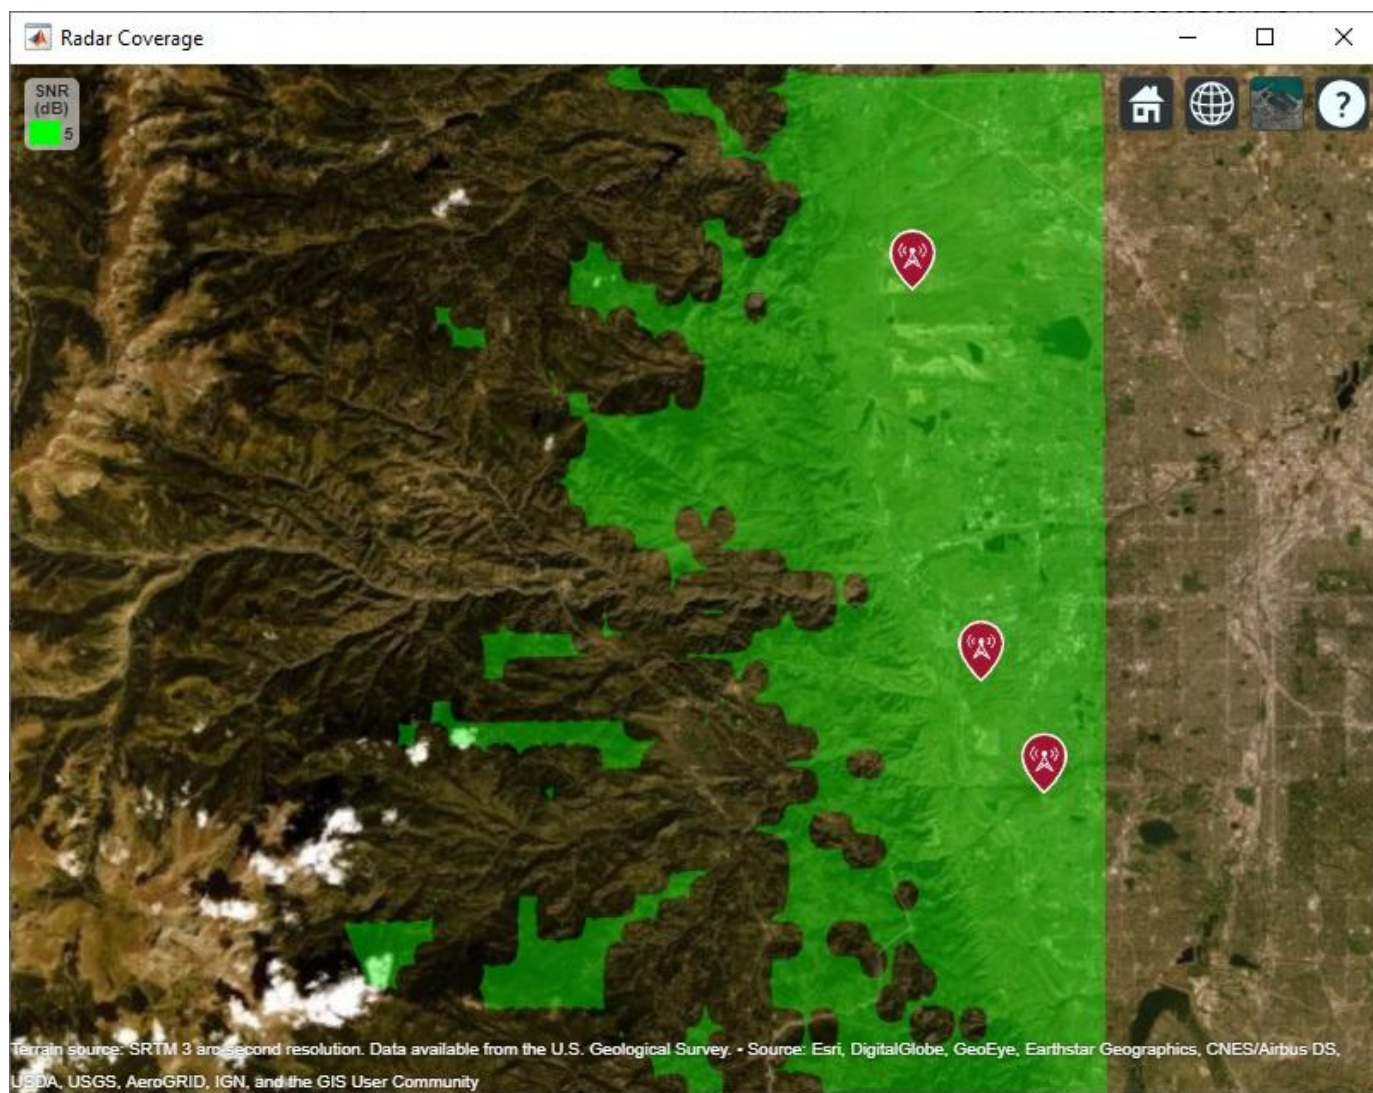 Radar Coverage
SNR
(dB)
5
?
Terrain source: SRTM 3 arc-second resolution. Data available from the U.S. Geological Survey. • Source: Esri, DigitalGlobe, GeoEye, Earthstar Geographics, CNES/Airbus DS,
USDA, USGS, AeroGRID, IGN, and the GIS User Community